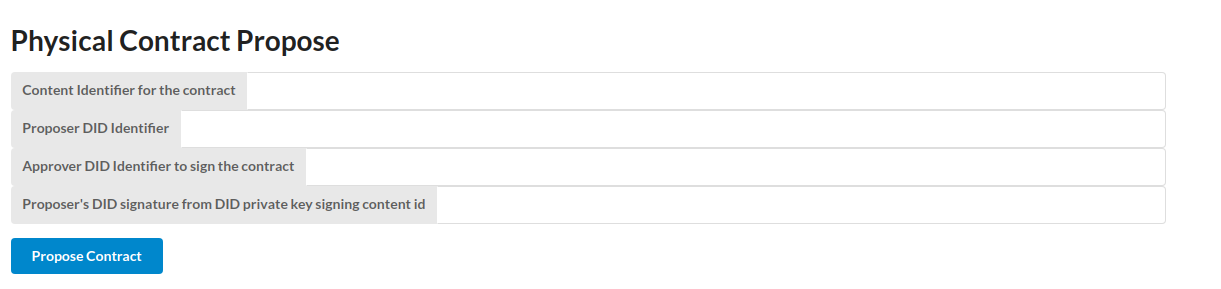 Physical Contract Propose
Content Identifier for the contract
Proposer DID Identifier
Approver DID Identifier to sign the contract
Proposer's DID signature from DID private key signing content id
Propose Contract